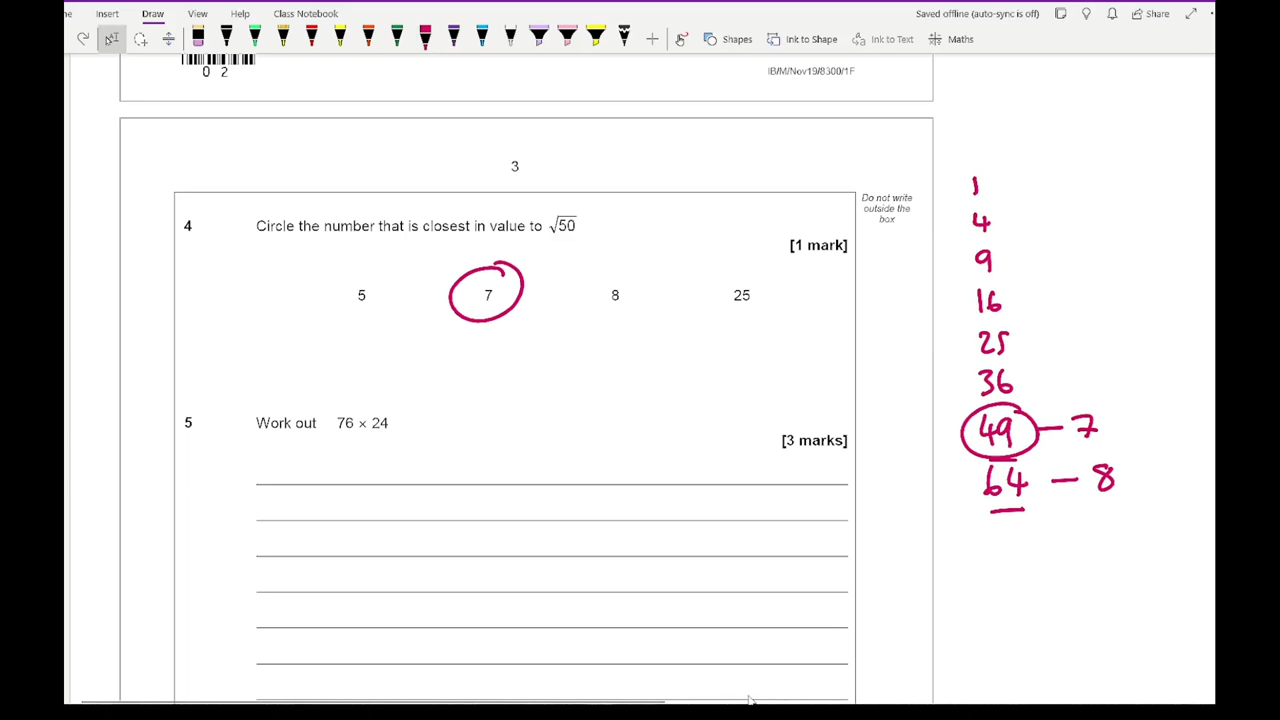 Insert Draw View Help Class Notebook Saved offline (auto-sync is off) Share
Shapes Ink to Shape Ink to Text Maths
0 2
IB/M/Nov19/8300/1F
3
Do not write
outside the
box
4 Circle the number that is closest in value to √50
[1 mark]
5 7 8 25
5 Work out 76 × 24
[3 marks]
1
4
9
16
25
36
49 — 7
64 — 8